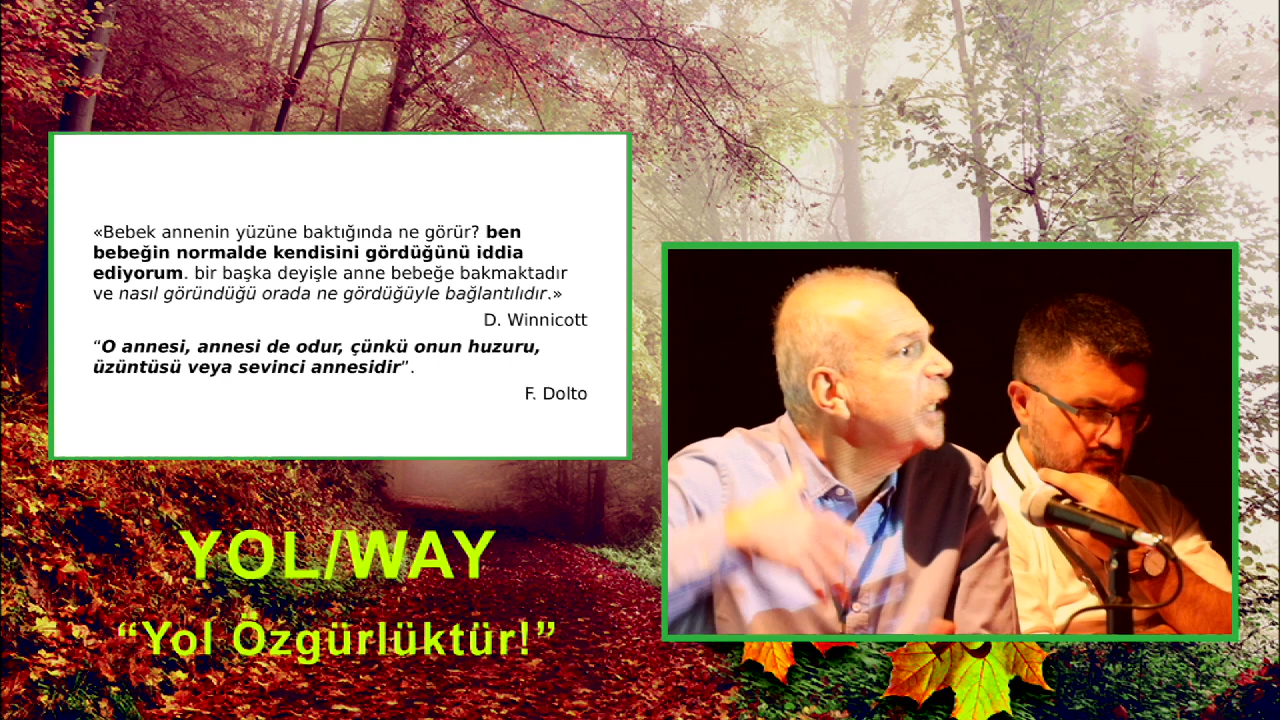 «Bebek annenin yüzüne baktığında ne görür? ben
bebeğin normalde kendisini gördüğünü iddia
ediyorum. bir başka deyişle anne bebeğe bakmaktadır
ve nasıl göründüğü orada ne gördüğüyle bağlantılıdır.»
D. Winnicott
“O annesi, annesi de odur, çünkü onun huzuru,
üzüntüsü veya sevinci annesidir”.
F. Dolto
YOL/WAY
“Yol Özgürlüktür!”